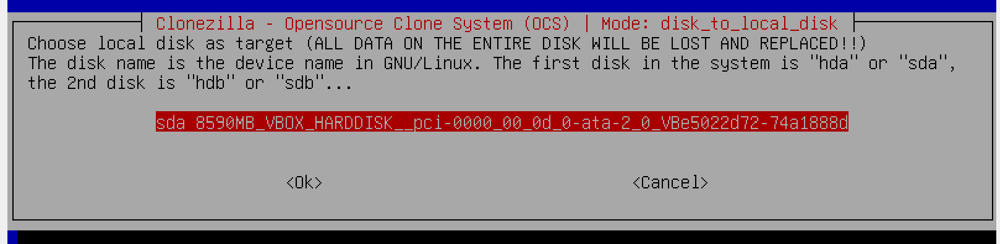 Clonezilla - Opensource Clone System (OCS) | Mode: disk_to_local_disk
Choose local disk as target (ALL DATA ON THE ENTIRE DISK WILL BE LOST AND REPLACED!!)
The disk name is the device name in GNU/Linux. The first disk in the system is "hda" or "sda",
the 2nd disk is "hdb" or "sdb"...
sda 8590MB_VBOX_HARDDISK__pci-0000_00_0d_0-ata-2_0_VBe5022d72-74a1888d
<Ok> <Cancel>